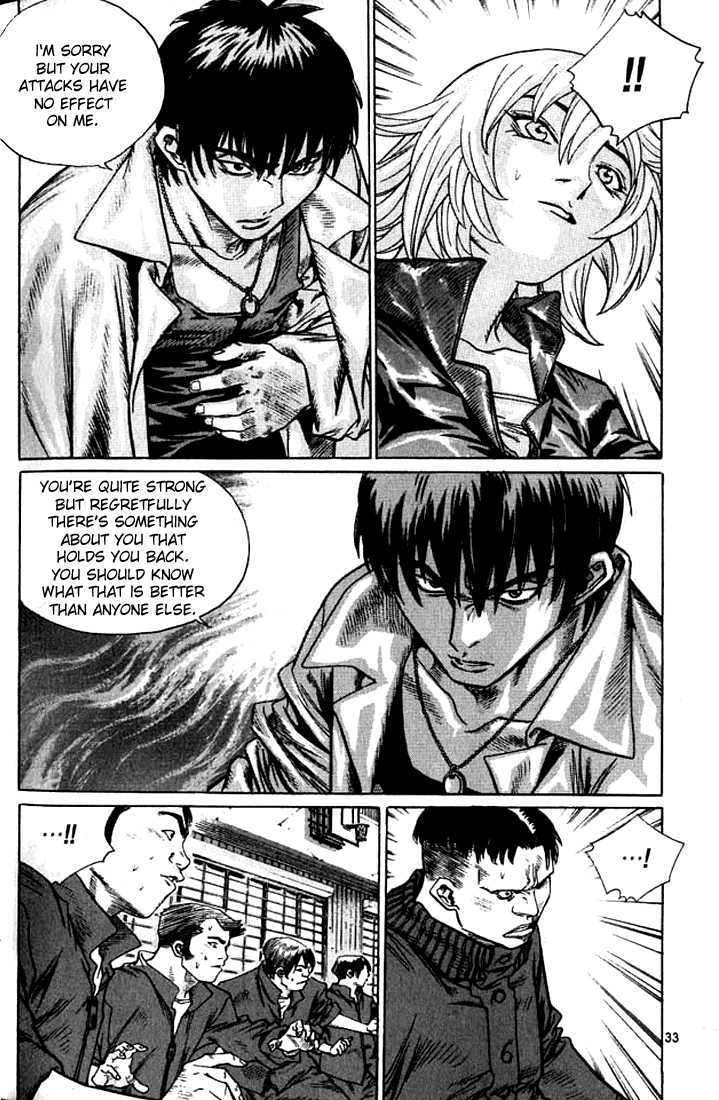 I'M SORRY
BUT YOUR
ATTACKS HAVE
NO EFFECT
ON ME.
!!
YOU'RE QUITE STRONG
BUT REGRETFULLY
THERE'S SOMETHING
ABOUT YOU THAT
HOLDS YOU BACK.
YOU SHOULD KNOW
WHAT THAT IS BETTER
THAN ANYONE ELSE.
...!!
...!
6
33